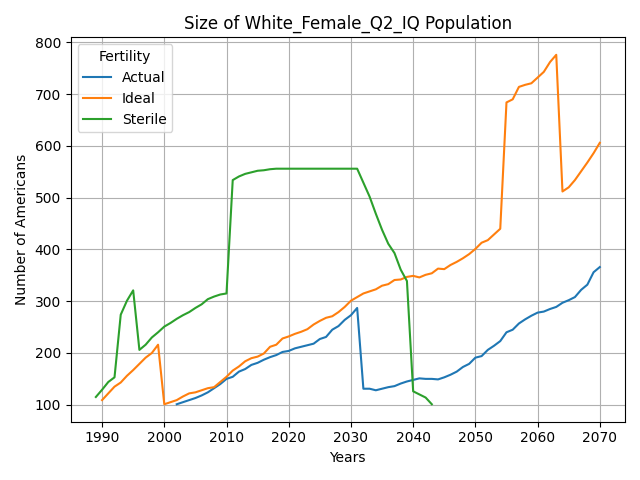 Size of White_Female_Q2_IQ Population
Fertility
Actual
Ideal
Sterile
Number of Americans
800
700
600
500
400
300
200
100
1990 2000 2010 2020 2030 2040 2050 2060 2070
Years